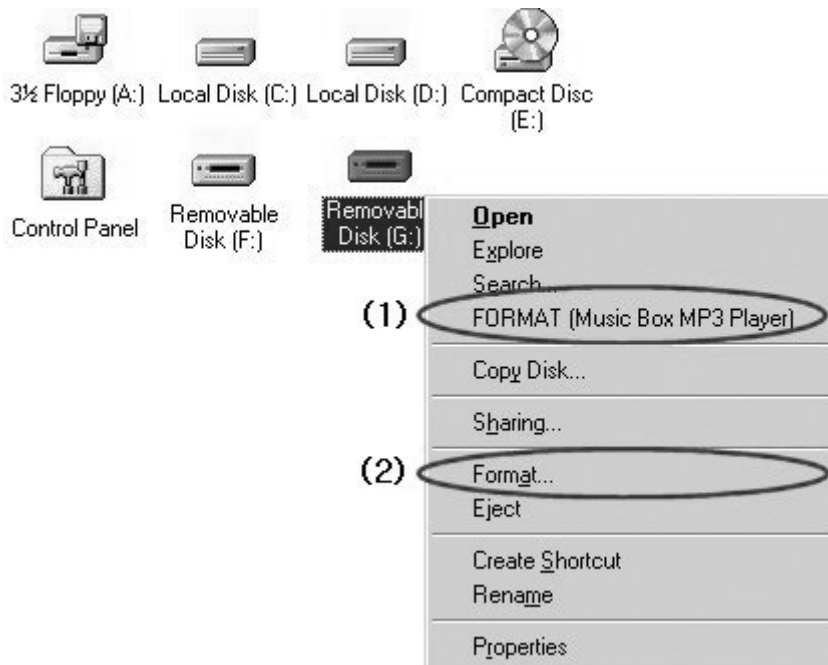 3½ Floppy (A:) Local Disk (C:) Local Disk (D:) Compact Disc
(E:)
Control Panel
Removable
Disk (F:)
Removabl
Disk (G:)
Open
Explore
Search...
(1) FORMAT (Music Box MP3 Player)
Copy Disk...
Sharing...
(2) Format...
Eject
Create Shortcut
Rename
Properties